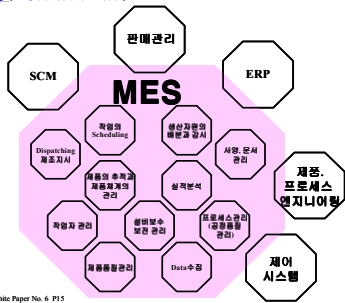 판매관리
SCM
ERP
MES
작업의
Scheduling
생산자원의
배분과 감시
Dispatching
제조지시
사양, 문서
관리
제품의 추적과
제품체계의
관리
실적분석
제품.
프로세스
엔지니어링
작업자 관리
설비보수
보전 관리
프로세스관리
(공정품질
관리)
제품품질관리
Data수집
제어
시스템
hite Paper No. 6 P15